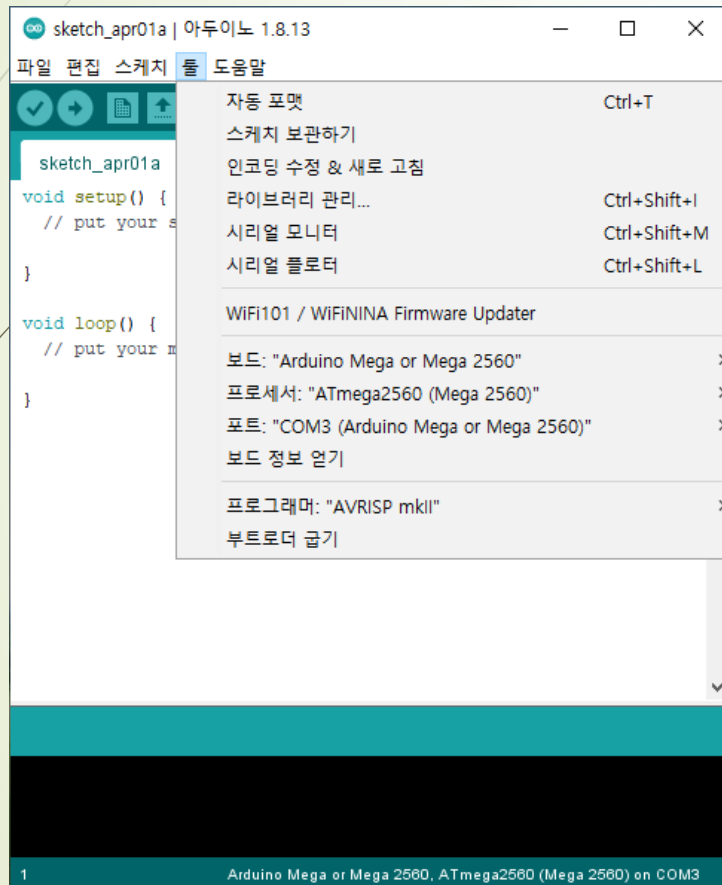 sketch_apr01a | 아두이노 1.8.13
파일 편집 스케치 툴 도움말
sketch_apr01a
void setup() {
// put your s
}
void loop() {
// put your m
}
자동 포맷 Ctrl+T
스케치 보관하기
인코딩 수정 & 새로 고침
라이브러리 관리... Ctrl+Shift+I
시리얼 모니터 Ctrl+Shift+M
시리얼 플로터 Ctrl+Shift+L
WiFi101 / WiFiNINA Firmware Updater
보드: "Arduino Mega or Mega 2560"
프로세서: "ATmega2560 (Mega 2560)"
포트: "COM3 (Arduino Mega or Mega 2560)"
보드 정보 얻기
프로그래머: "AVRISP mkII"
부트로더 굽기
1 Arduino Mega or Mega 2560, ATmega2560 (Mega 2560) on COM3